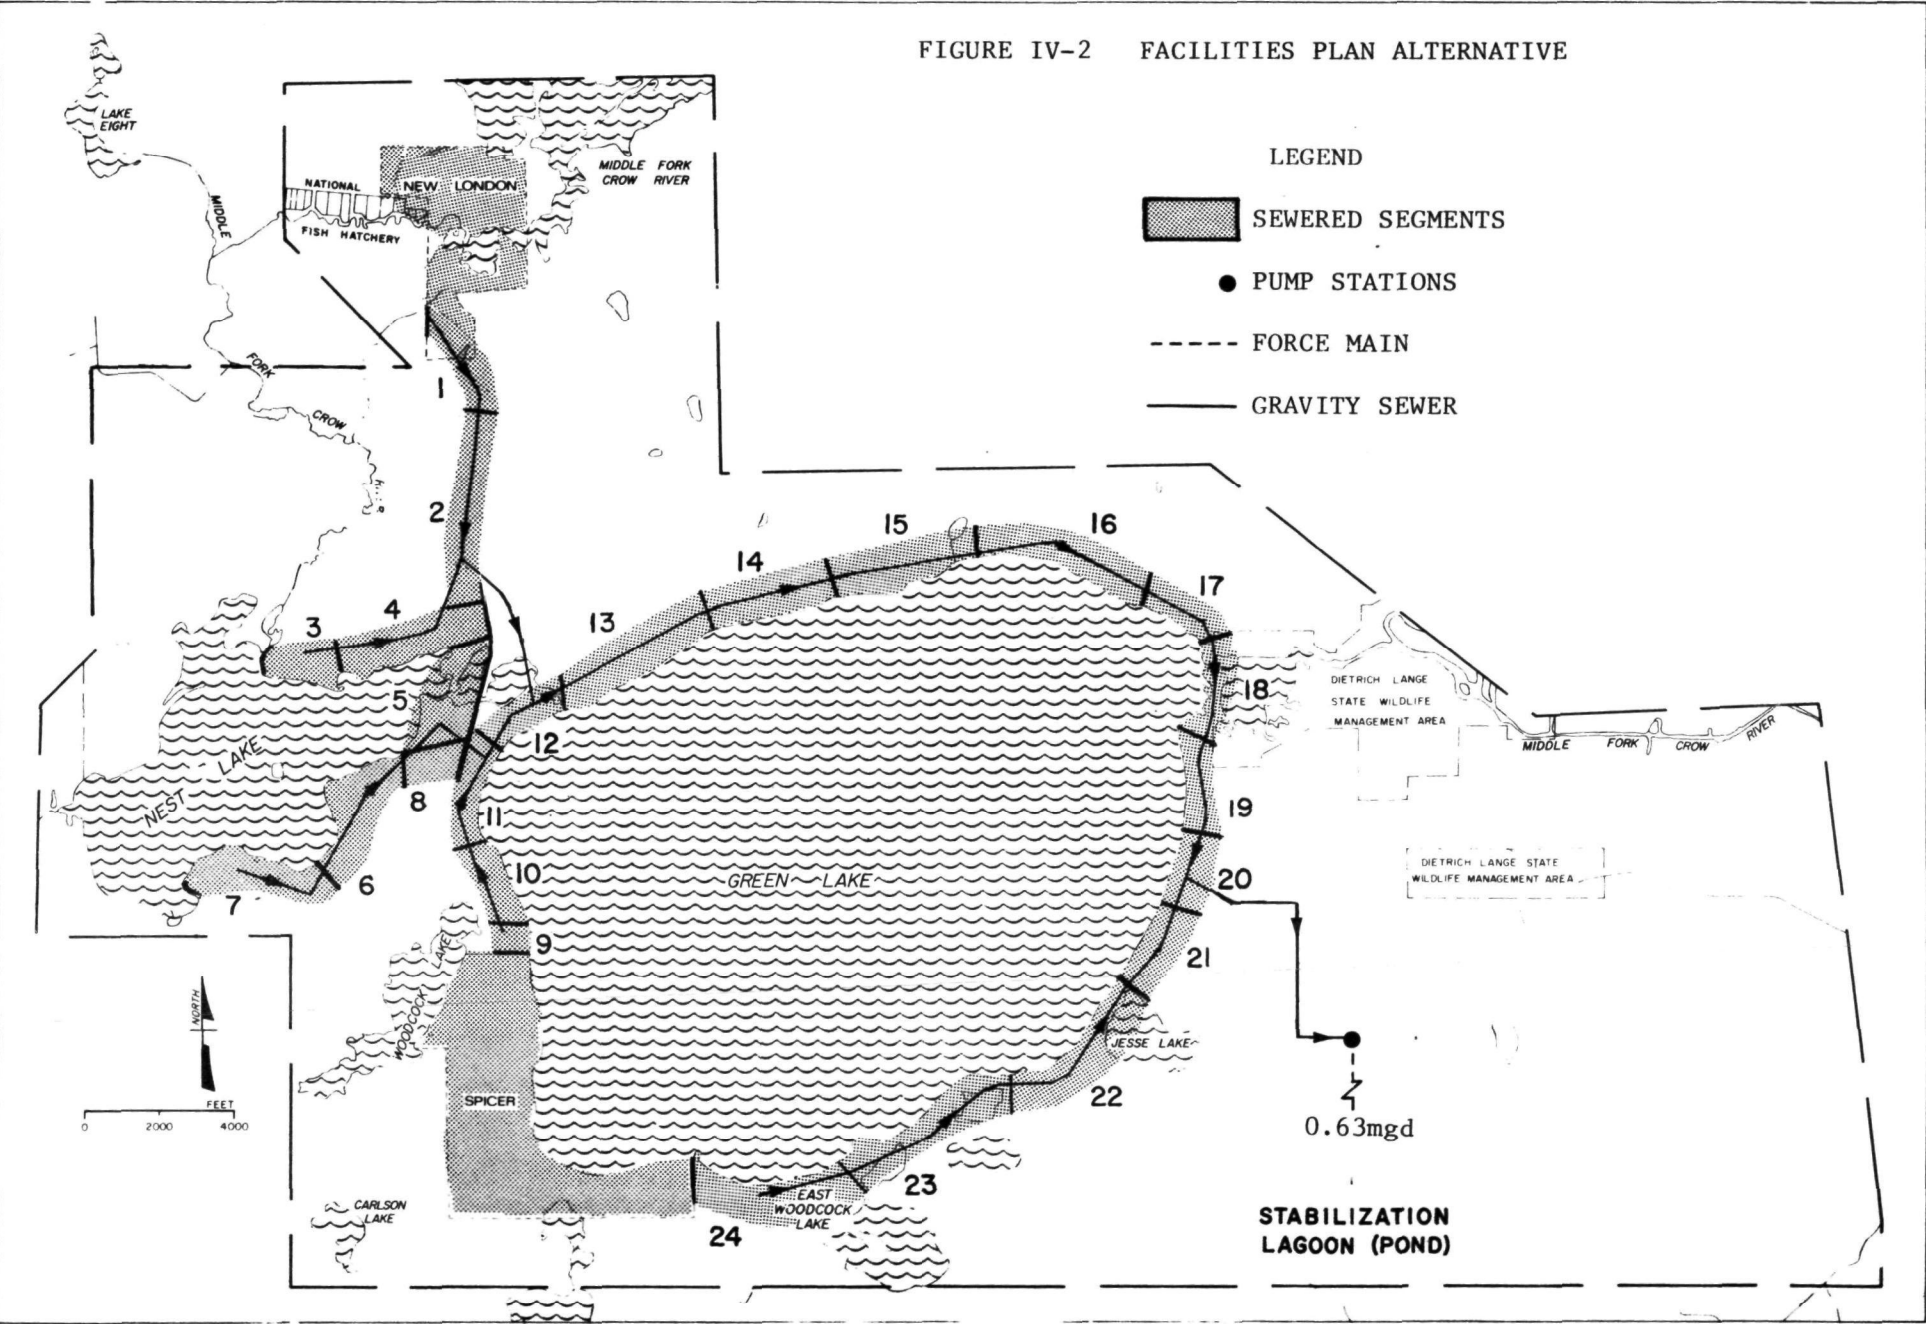 FIGURE IV-2 FACILITIES PLAN ALTERNATIVE
LEGEND
SEWERED SEGMENTS
PUMP STATIONS
FORCE MAIN
GRAVITY SEWER
LAKE
EIGHT
MIDDLE FORK
CROW RIVER
NATIONAL
FISH HATCHERY
NEW LONDON
MIDDLE
FORK
CROW
1
2
3
4
5
6
7
8
9
10
11
12
13
14
15
16
17
18
19
20
21
22
23
24
NEST LAKE
GREEN LAKE
DIETRICH LANGE
STATE WILDLIFE
MANAGEMENT AREA
MIDDLE FORK CROW RIVER
DIETRICH LANGE STATE
WILDLIFE MANAGEMENT AREA
WOODCOCK LAKE
JESSE LAKE
SPICER
EAST
WOODCOCK
LAKE
CARLSON
LAKE
NORTH
FEET
0 2000 4000
0.63mgd
STABILIZATION
LAGOON (POND)